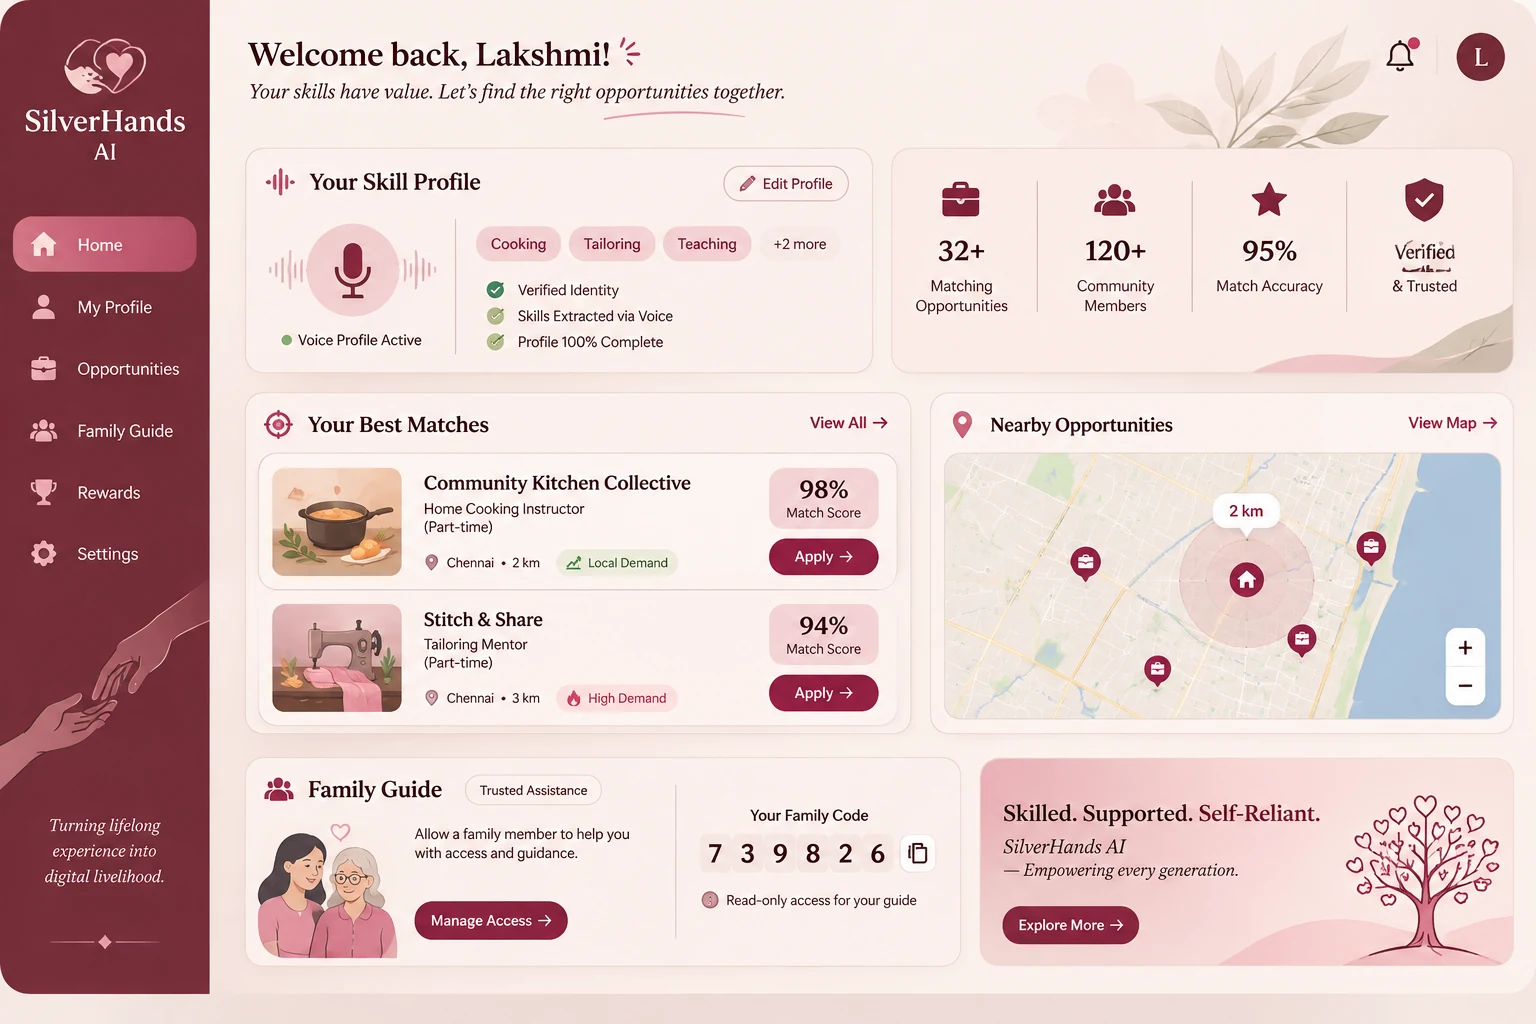 SilverHands
AI
Home
My Profile
Opportunities
Family Guide
Rewards
Settings
Turning lifelong
experience into
digital livelihood.
Welcome back, Lakshmi!
Your skills have value. Let's find the right opportunities together.
L
Your Skill Profile
Edit Profile
Voice Profile Active
Cooking
Tailoring
Teaching
+2 more
Verified Identity
Skills Extracted via Voice
Profile 100% Complete
32+
Matching
Opportunities
120+
Community
Members
95%
Match Accuracy
Verified
& Trusted
Your Best Matches
View All →
Community Kitchen Collective
Home Cooking Instructor
(Part-time)
Chennai • 2 km
Local Demand
98%
Match Score
Apply →
Stitch & Share
Tailoring Mentor
(Part-time)
Chennai • 3 km
High Demand
94%
Match Score
Apply →
Nearby Opportunities
View Map →
2 km
+
−
Family Guide
Trusted Assistance
Allow a family member to help you
with access and guidance.
Manage Access →
Your Family Code
7 3 9 8 2 6
Read-only access for your guide
Skilled. Supported. Self-Reliant.
SilverHands AI
— Empowering every generation.
Explore More →